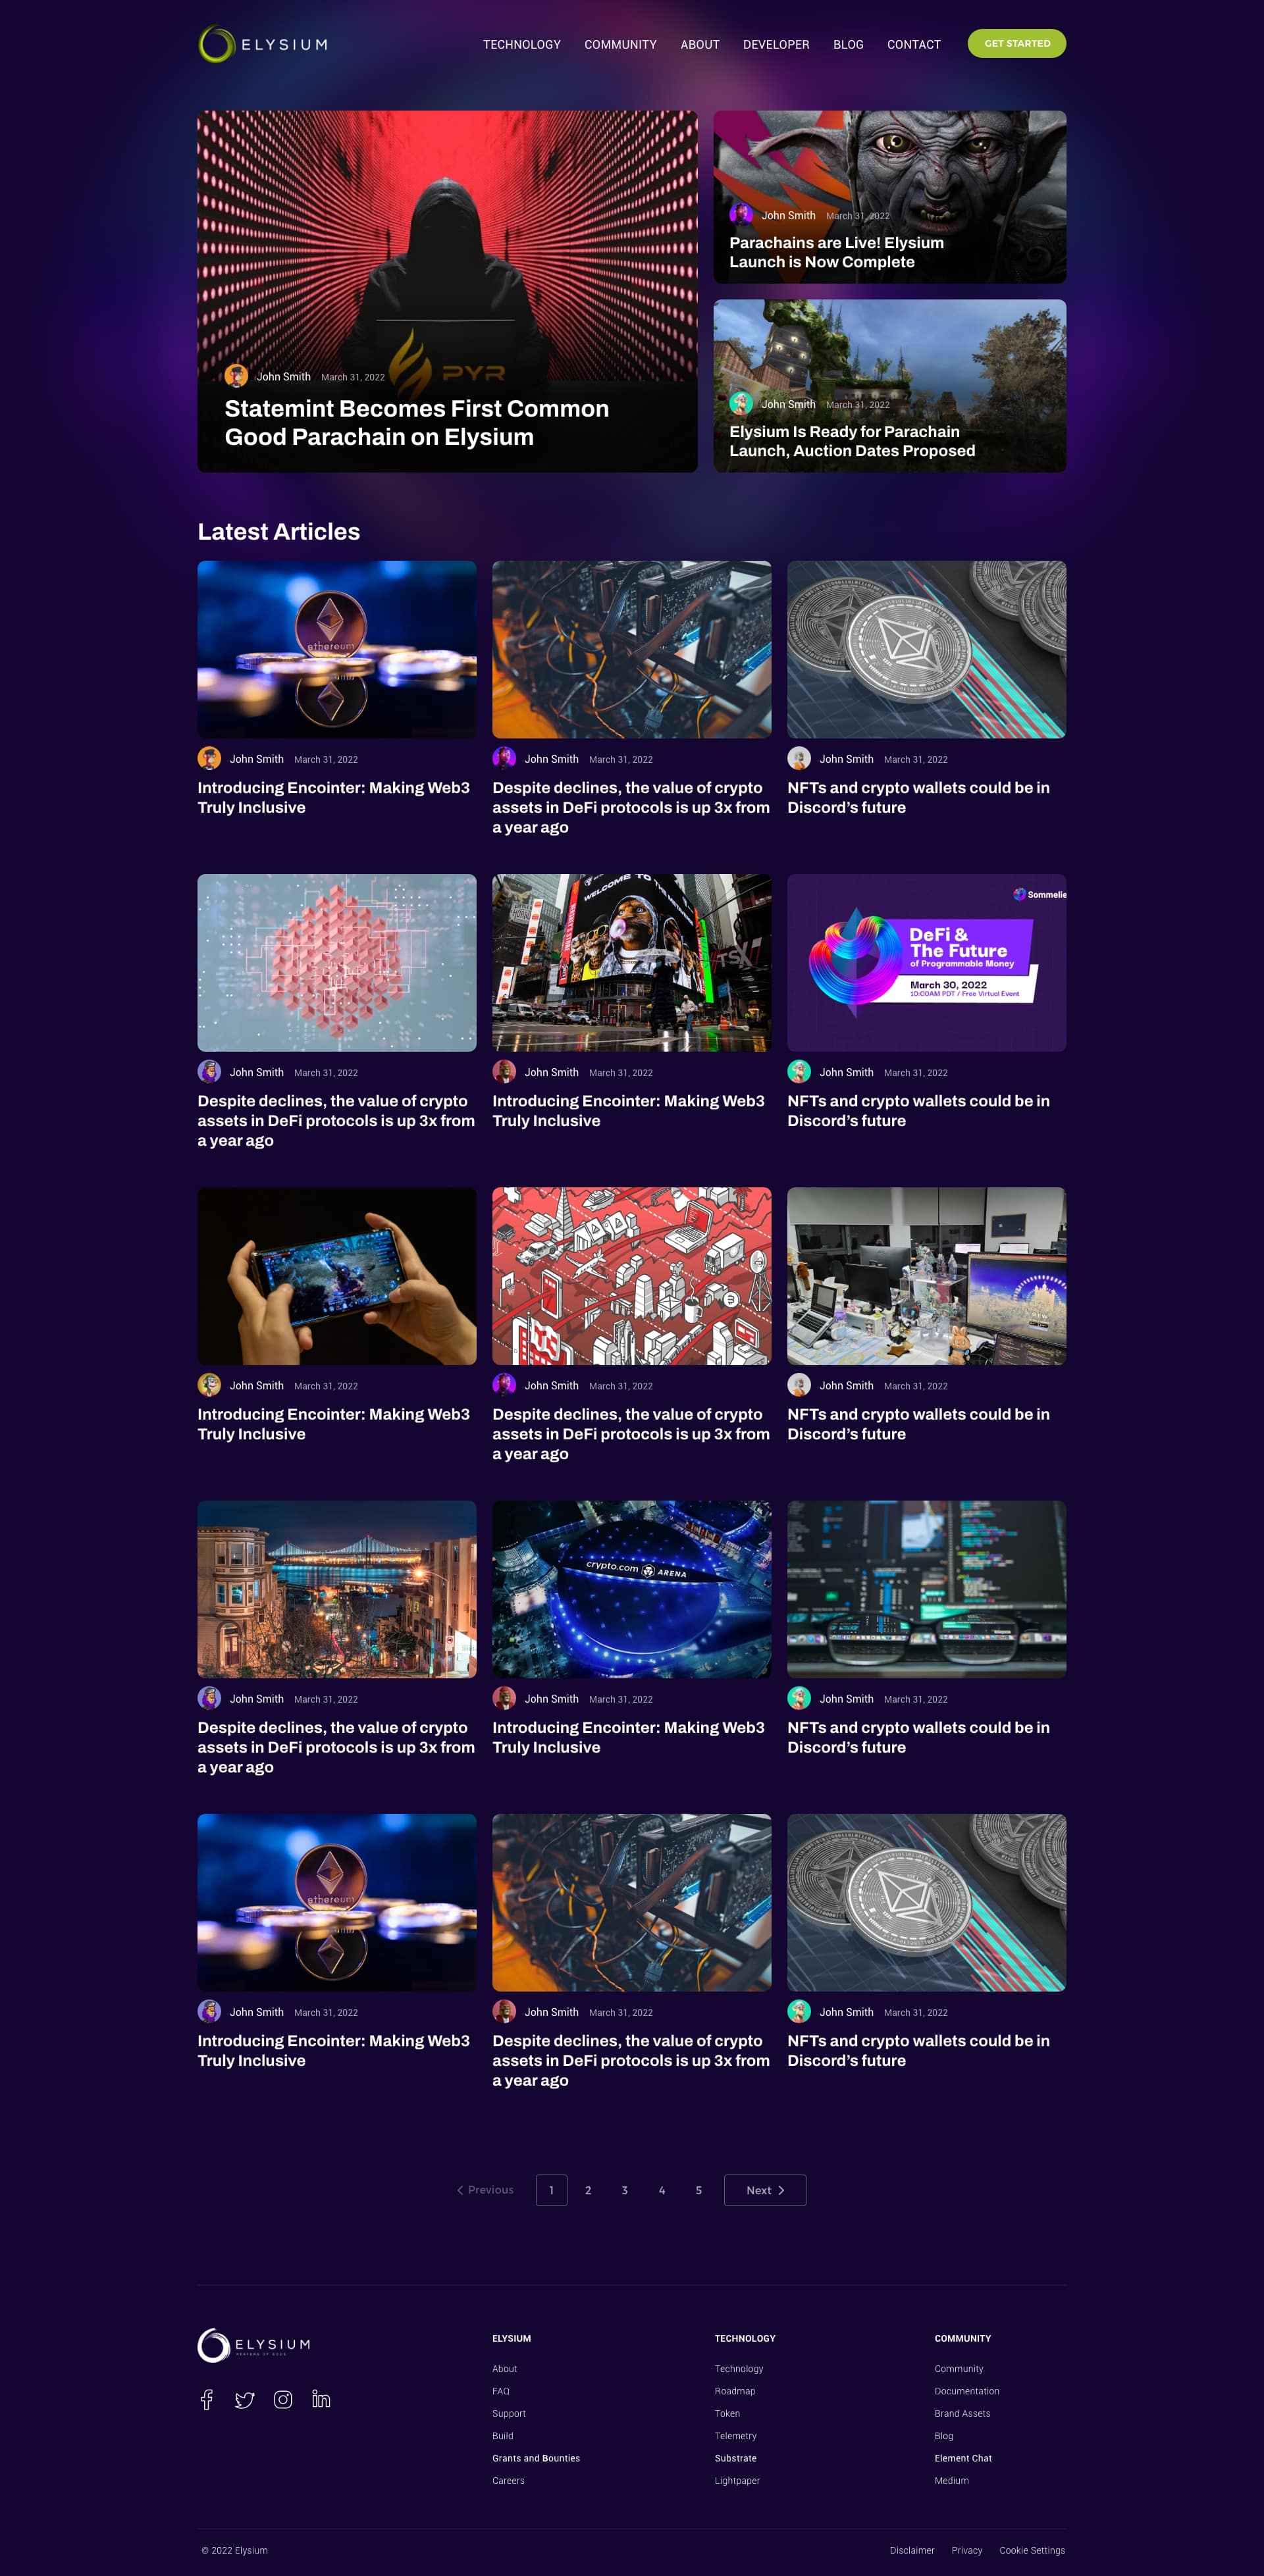 ELYSIUM
TECHNOLOGY COMMUNITY ABOUT DEVELOPER BLOG CONTACT GET STARTED
PYR
John Smith March 31, 2022
Statemint Becomes First Common
Good Parachain on Elysium
John Smith March 31, 2022
Parachains are Live! Elysium
Launch is Now Complete
John Smith March 31, 2022
Elysium Is Ready for Parachain
Launch, Auction Dates Proposed
Latest Articles
ethereum
John Smith March 31, 2022
Introducing Encointer: Making Web3
Truly Inclusive
John Smith March 31, 2022
Despite declines, the value of crypto
assets in DeFi protocols is up 3x from
a year ago
John Smith March 31, 2022
NFTs and crypto wallets could be in
Discord’s future
John Smith March 31, 2022
Despite declines, the value of crypto
assets in DeFi protocols is up 3x from
a year ago
WELCOME TO
TSX
John Smith March 31, 2022
Introducing Encointer: Making Web3
Truly Inclusive
Sommelie
DeFi &
The Future
of Programmable Money
March 30, 2022
10:00AM PDT / Free Virtual Event
John Smith March 31, 2022
NFTs and crypto wallets could be in
Discord’s future
John Smith March 31, 2022
Introducing Encointer: Making Web3
Truly Inclusive
John Smith March 31, 2022
Despite declines, the value of crypto
assets in DeFi protocols is up 3x from
a year ago
John Smith March 31, 2022
NFTs and crypto wallets could be in
Discord’s future
John Smith March 31, 2022
Despite declines, the value of crypto
assets in DeFi protocols is up 3x from
a year ago
crypto.com ARENA
John Smith March 31, 2022
Introducing Encointer: Making Web3
Truly Inclusive
John Smith March 31, 2022
NFTs and crypto wallets could be in
Discord’s future
ethereum
John Smith March 31, 2022
Introducing Encointer: Making Web3
Truly Inclusive
John Smith March 31, 2022
Despite declines, the value of crypto
assets in DeFi protocols is up 3x from
a year ago
John Smith March 31, 2022
NFTs and crypto wallets could be in
Discord’s future
Previous 1 2 3 4 5 Next
ELYSIUM
ELYSIUM
About
FAQ
Support
Build
Grants and Bounties
Careers
TECHNOLOGY
Technology
Roadmap
Token
Telemetry
Substrate
Lightpaper
COMMUNITY
Community
Documentation
Brand Assets
Blog
Element Chat
Medium
© 2022 Elysium
Disclaimer Privacy Cookie Settings